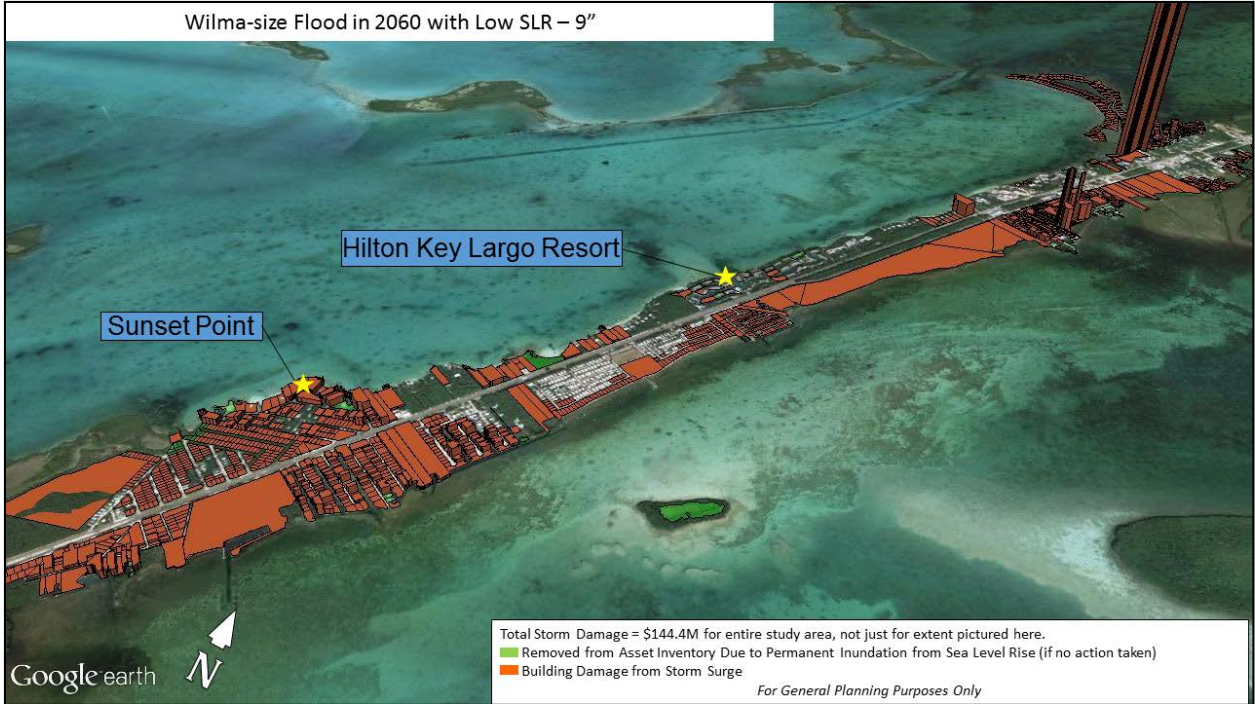 Wilma-size Flood in 2060 with Low SLR – 9”
Hilton Key Largo Resort
Sunset Point
N
Google earth
Total Storm Damage = $144.4M for entire study area, not just for extent pictured here.
Removed from Asset Inventory Due to Permanent Inundation from Sea Level Rise (if no action taken)
Building Damage from Storm Surge
For General Planning Purposes Only